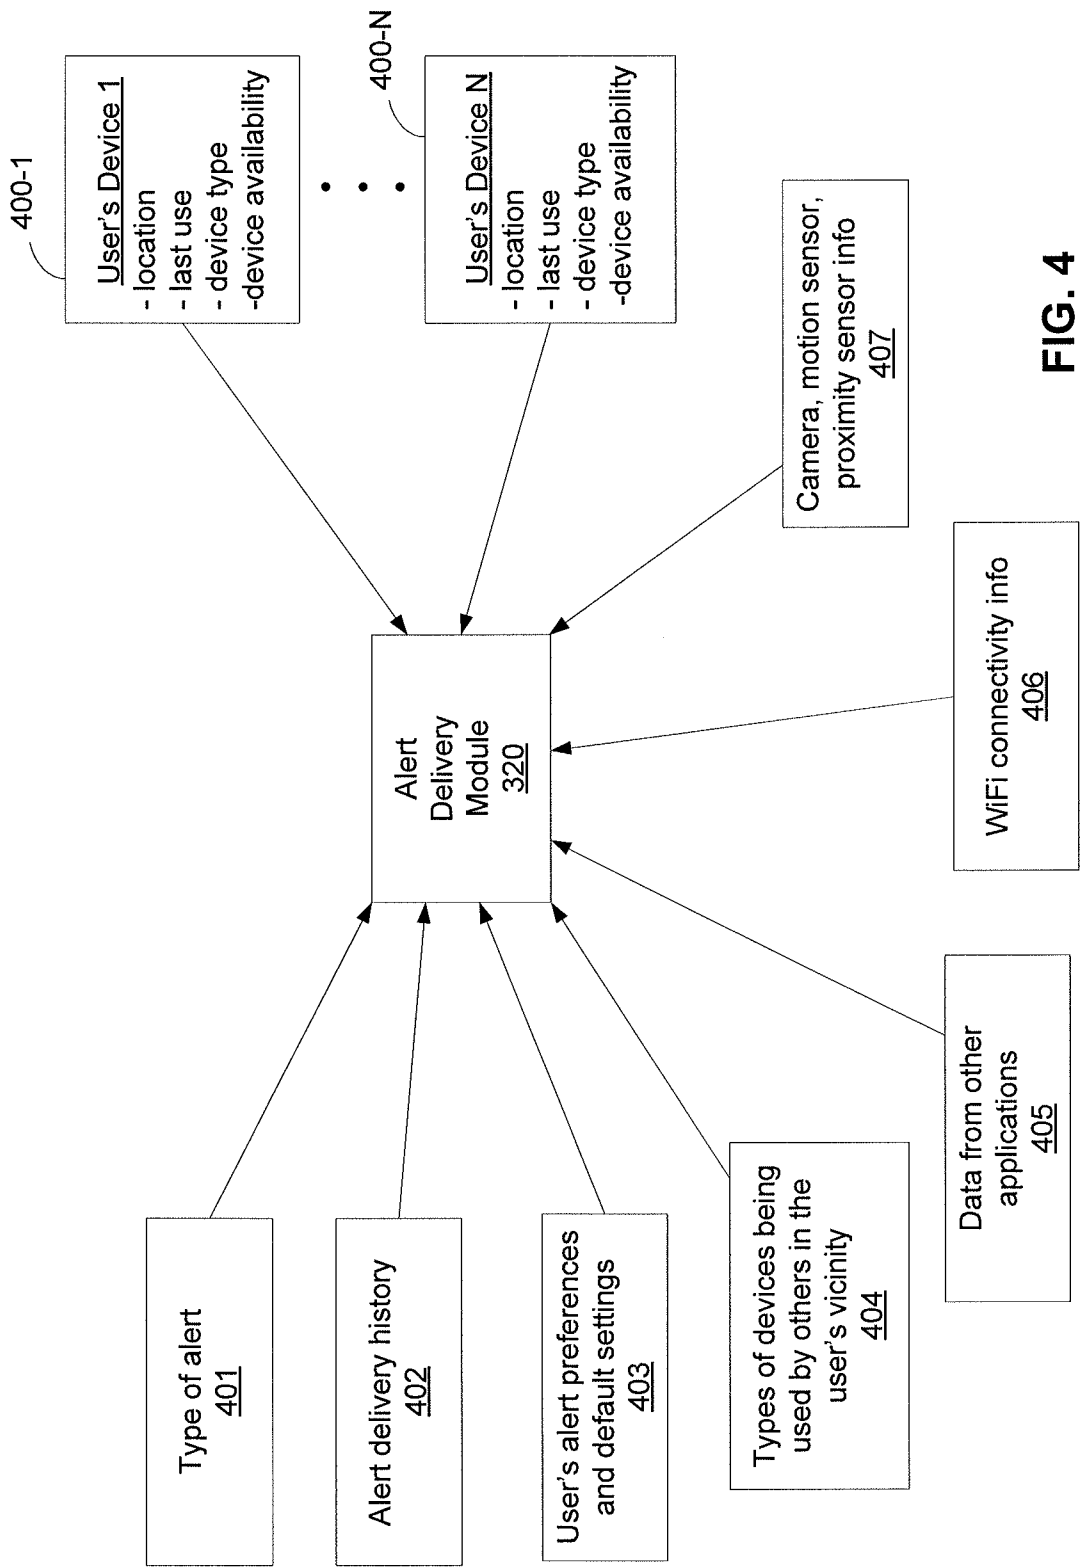 Type of alert
401
Alert delivery history
402
User's alert preferences
and default settings
403
Types of devices being
used by others in the
user's vicinity
404
Data from other
applications
405
WiFi connectivity info
406
Camera, motion sensor,
proximity sensor info
407
Alert
Delivery
Module
320
400-1
User's Device 1
- location
- last use
- device type
-device availability
400-N
User's Device N
- location
- last use
- device type
-device availability
FIG. 4